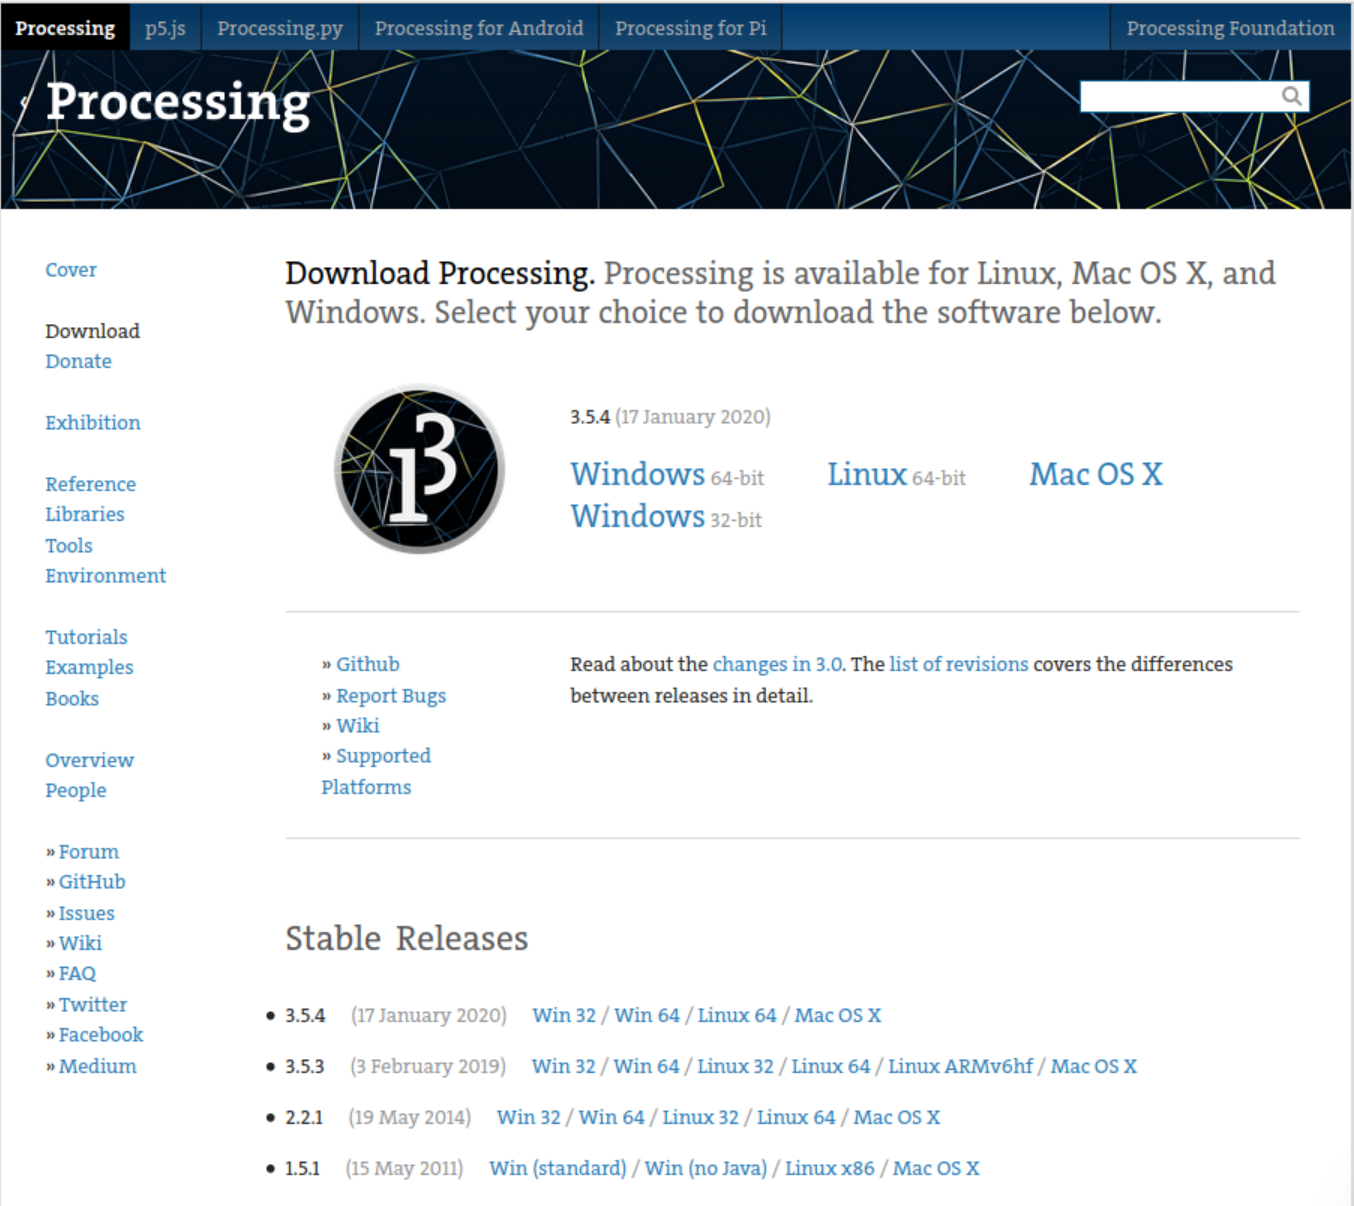 Processing
p5.js
Processing.py
Processing for Android
Processing for Pi
Processing Foundation
Processing
Cover
Download
Donate
Exhibition
Reference
Libraries
Tools
Environment
Tutorials
Examples
Books
Overview
People
» Forum
» GitHub
» Issues
» Wiki
» FAQ
» Twitter
» Facebook
» Medium
Download Processing. Processing is available for Linux, Mac OS X, and
Windows. Select your choice to download the software below.
3
1
3.5.4 (17 January 2020)
Windows 64-bit
Linux 64-bit
Mac OS X
Windows 32-bit
» Github
» Report Bugs
» Wiki
» Supported
Platforms
Read about the changes in 3.0. The list of revisions covers the differences
between releases in detail.
Stable Releases
• 3.5.4 (17 January 2020) Win 32 / Win 64 / Linux 64 / Mac OS X
• 3.5.3 (3 February 2019) Win 32 / Win 64 / Linux 32 / Linux 64 / Linux ARMv6hf / Mac OS X
• 2.2.1 (19 May 2014) Win 32 / Win 64 / Linux 32 / Linux 64 / Mac OS X
• 1.5.1 (15 May 2011) Win (standard) / Win (no Java) / Linux x86 / Mac OS X